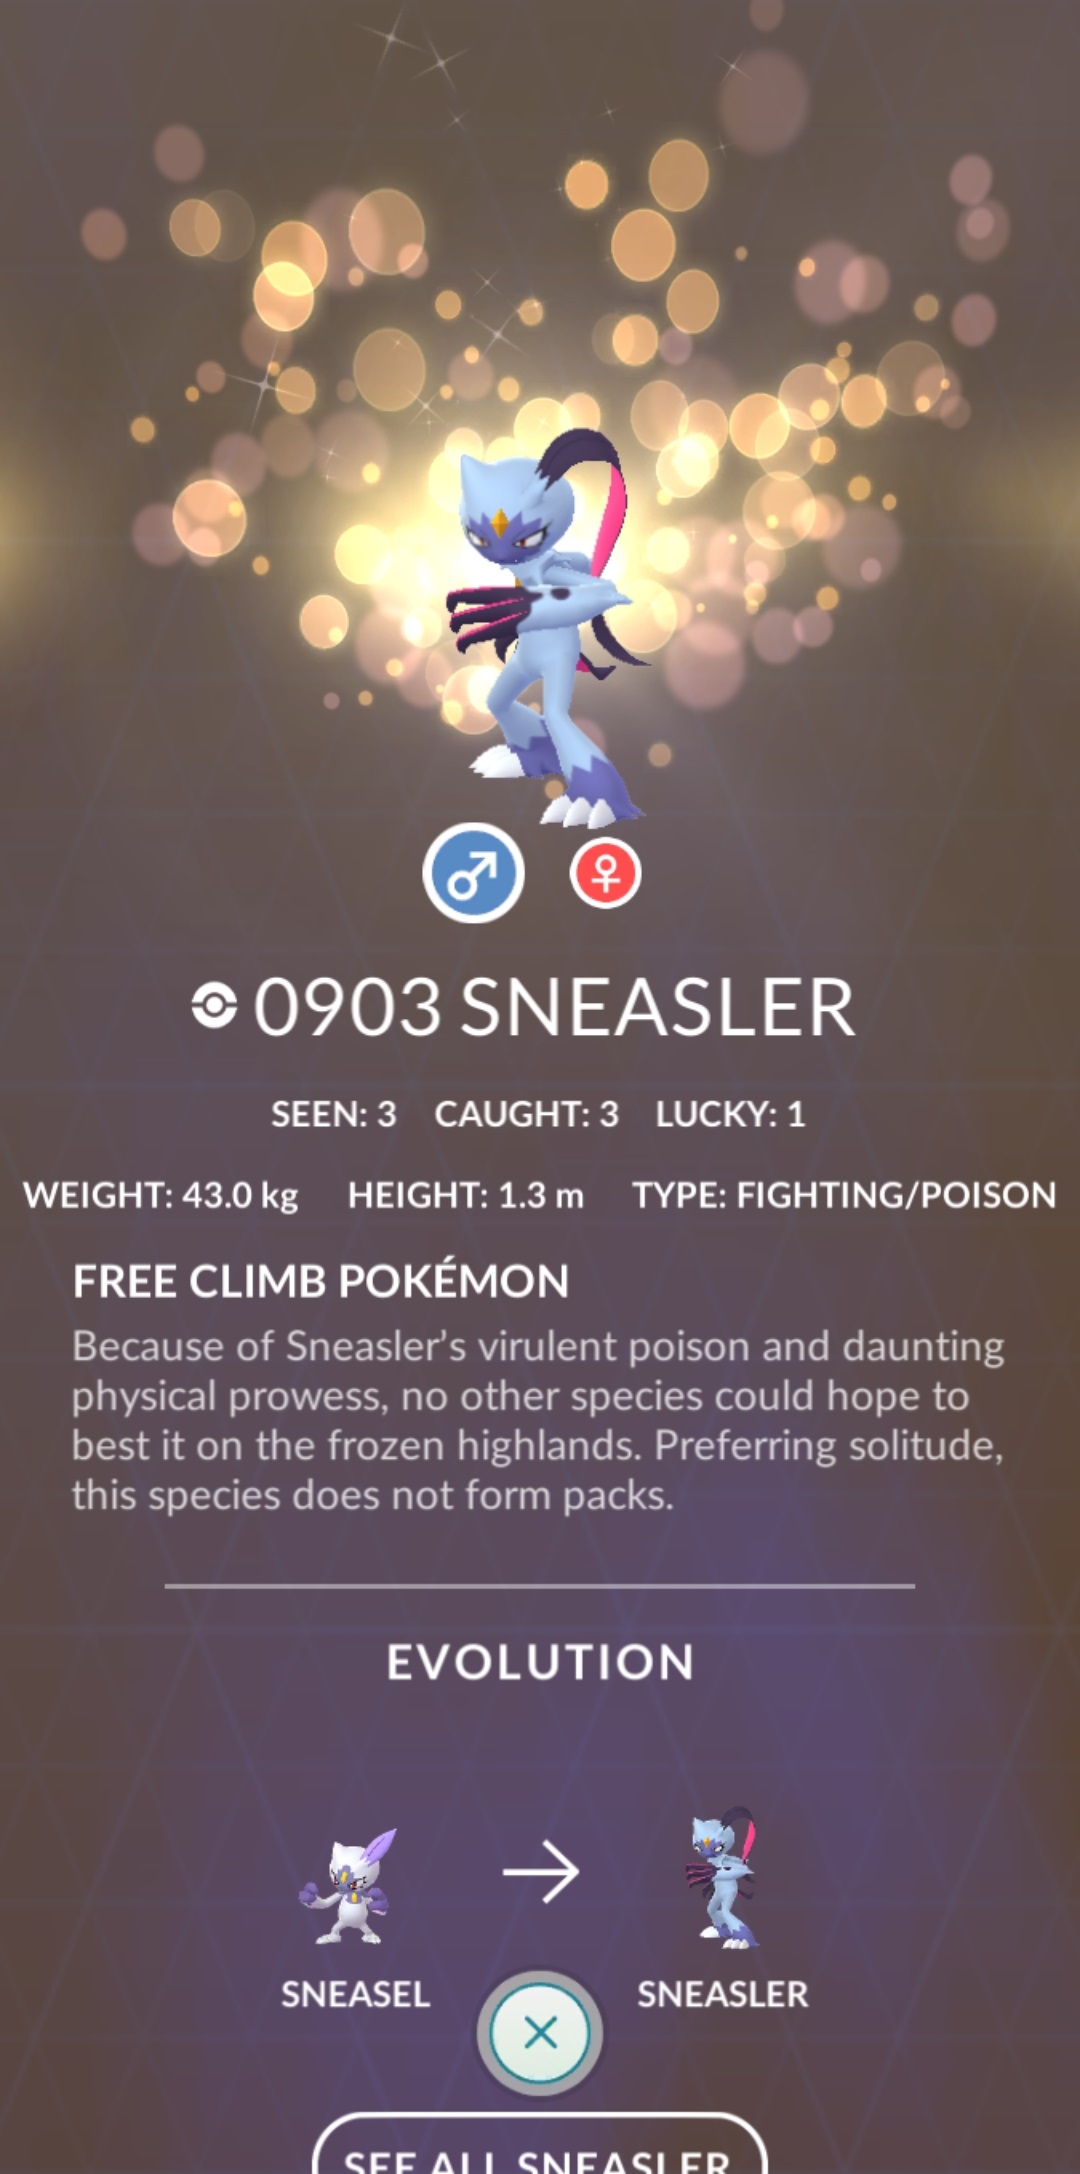 0903 SNEASLER
SEEN: 3 CAUGHT: 3 LUCKY: 1
WEIGHT: 43.0 kg HEIGHT: 1.3 m TYPE: FIGHTING/POISON
FREE CLIMB POKÉMON
Because of Sneasler’s virulent poison and daunting
physical prowess, no other species could hope to
best it on the frozen highlands. Preferring solitude,
this species does not form packs.
EVOLUTION
SNEASEL SNEASLER
SEE ALL SNEASLER